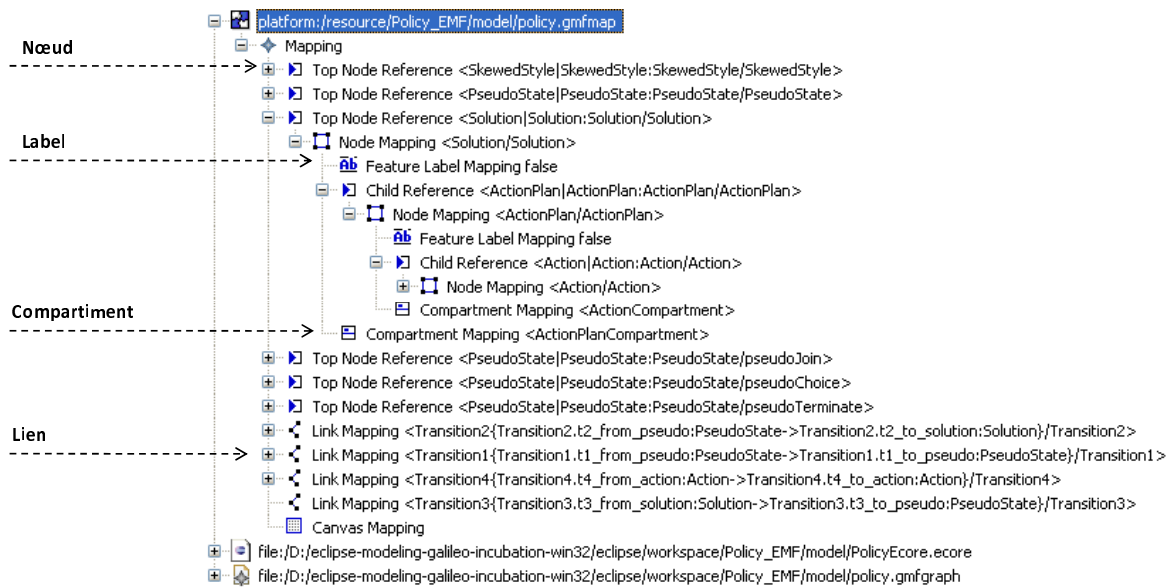 platform:/resource/Policy_EMF/model/policy.gmfmap
Nœud
Mapping
Top Node Reference <SkewedStyle|SkewedStyle:SkewedStyle/SkewedStyle>
Top Node Reference <PseudoState|PseudoState:PseudoState/PseudoState>
Top Node Reference <Solution|Solution:Solution/Solution>
Label
Node Mapping <Solution/Solution>
Feature Label Mapping false
Child Reference <ActionPlan|ActionPlan:ActionPlan/ActionPlan>
Node Mapping <ActionPlan/ActionPlan>
Feature Label Mapping false
Child Reference <Action|Action:Action/Action>
Node Mapping <Action/Action>
Compartiment
Compartment Mapping <ActionCompartment>
Compartment Mapping <ActionPlanCompartment>
Top Node Reference <PseudoState|PseudoState:PseudoState/pseudoJoin>
Top Node Reference <PseudoState|PseudoState:PseudoState/pseudoChoice>
Top Node Reference <PseudoState|PseudoState:PseudoState/pseudoTerminate>
Lien
Link Mapping <Transition2{Transition2.t2_from_pseudo:PseudoState->Transition2.t2_to_solution:Solution}/Transition2>
Link Mapping <Transition1{Transition1.t1_from_pseudo:PseudoState->Transition1.t1_to_pseudo:PseudoState}/Transition1>
Link Mapping <Transition4{Transition4.t4_from_action:Action->Transition4.t4_to_action:Action}/Transition4>
Link Mapping <Transition3{Transition3.t3_from_solution:Solution->Transition3.t3_to_pseudo:PseudoState}/Transition3>
Canvas Mapping
file:/D:/eclipse-modeling-galileo-incubation-win32/eclipse/workspace/Policy_EMF/model/PolicyEcore.ecore
file:/D:/eclipse-modeling-galileo-incubation-win32/eclipse/workspace/Policy_EMF/model/policy.gmfgraph